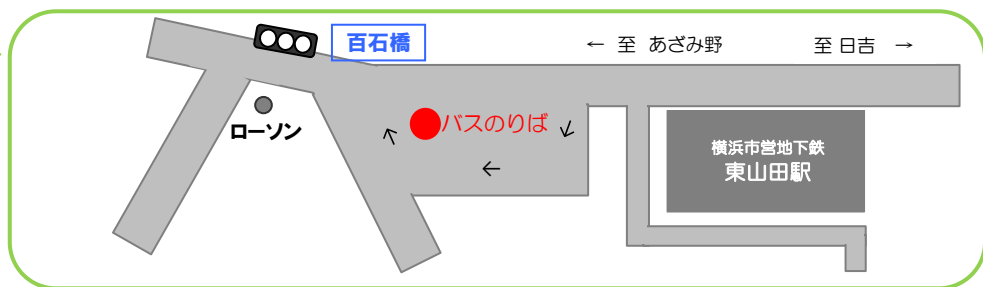 百石橋
← 至 あざみ野
至 日吉 →
バスのりば
ローソン
横浜市営地下鉄
東山田駅